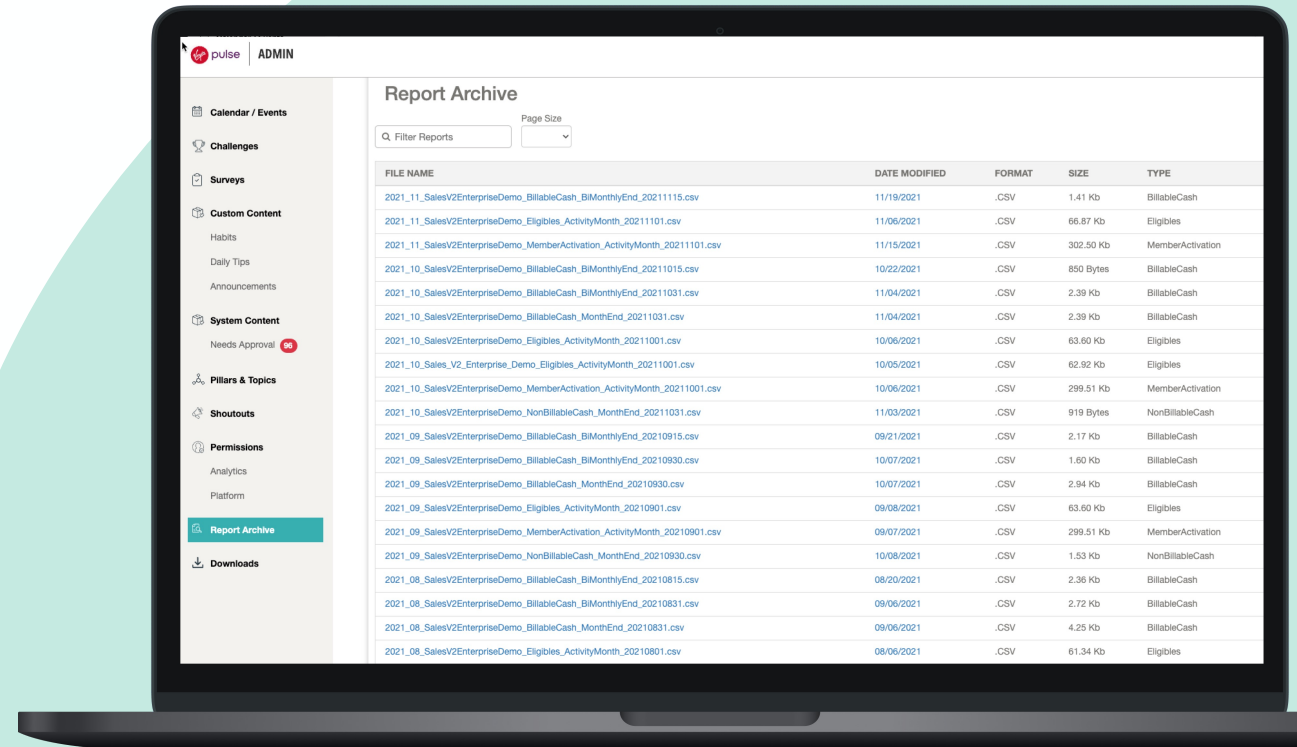 pulse ADMIN
Calendar / Events
Challenges
Surveys
Custom Content
Habits
Daily Tips
Announcements
System Content
Needs Approval 96
Pillars & Topics
Shoutouts
Permissions
Analytics
Platform
Report Archive
Downloads
Report Archive
Page Size
Filter Reports
FILE NAME DATE MODIFIED FORMAT SIZE TYPE
2021_11_SalesV2EnterpriseDemo_BillableCash_BiMonthlyEnd_20211115.csv 11/19/2021 .CSV 1.41 Kb BillableCash
2021_11_SalesV2EnterpriseDemo_Eligibles_ActivityMonth_20211101.csv 11/06/2021 .CSV 66.87 Kb Eligibles
2021_11_SalesV2EnterpriseDemo_MemberActivation_ActivityMonth_20211101.csv 11/15/2021 .CSV 302.50 Kb MemberActivation
2021_10_SalesV2EnterpriseDemo_BillableCash_BiMonthlyEnd_20211015.csv 10/22/2021 .CSV 850 Bytes BillableCash
2021_10_SalesV2EnterpriseDemo_BillableCash_BiMonthlyEnd_20211031.csv 11/04/2021 .CSV 2.39 Kb BillableCash
2021_10_SalesV2EnterpriseDemo_BillableCash_MonthEnd_20211031.csv 11/04/2021 .CSV 2.39 Kb BillableCash
2021_10_SalesV2EnterpriseDemo_Eligibles_ActivityMonth_20211001.csv 10/06/2021 .CSV 63.60 Kb Eligibles
2021_10_Sales_V2_Enterprise_Demo_Eligibles_ActivityMonth_20211001.csv 10/05/2021 .CSV 62.92 Kb Eligibles
2021_10_SalesV2EnterpriseDemo_MemberActivation_ActivityMonth_20211001.csv 10/06/2021 .CSV 299.51 Kb MemberActivation
2021_10_SalesV2EnterpriseDemo_NonBillableCash_MonthEnd_20211031.csv 11/03/2021 .CSV 919 Bytes NonBillableCash
2021_09_SalesV2EnterpriseDemo_BillableCash_BiMonthlyEnd_20210915.csv 09/21/2021 .CSV 2.17 Kb BillableCash
2021_09_SalesV2EnterpriseDemo_BillableCash_BiMonthlyEnd_20210930.csv 10/07/2021 .CSV 1.60 Kb BillableCash
2021_09_SalesV2EnterpriseDemo_BillableCash_MonthEnd_20210930.csv 10/07/2021 .CSV 2.94 Kb BillableCash
2021_09_SalesV2EnterpriseDemo_Eligibles_ActivityMonth_20210901.csv 09/08/2021 .CSV 63.60 Kb Eligibles
2021_09_SalesV2EnterpriseDemo_MemberActivation_ActivityMonth_20210901.csv 09/07/2021 .CSV 299.51 Kb MemberActivation
2021_09_SalesV2EnterpriseDemo_NonBillableCash_MonthEnd_20210930.csv 10/08/2021 .CSV 1.53 Kb NonBillableCash
2021_08_SalesV2EnterpriseDemo_BillableCash_BiMonthlyEnd_20210815.csv 08/20/2021 .CSV 2.36 Kb BillableCash
2021_08_SalesV2EnterpriseDemo_BillableCash_BiMonthlyEnd_20210831.csv 09/06/2021 .CSV 2.72 Kb BillableCash
2021_08_SalesV2EnterpriseDemo_BillableCash_MonthEnd_20210831.csv 09/06/2021 .CSV 4.25 Kb BillableCash
2021_08_SalesV2EnterpriseDemo_Eligibles_ActivityMonth_20210801.csv 08/06/2021 .CSV 61.34 Kb Eligibles